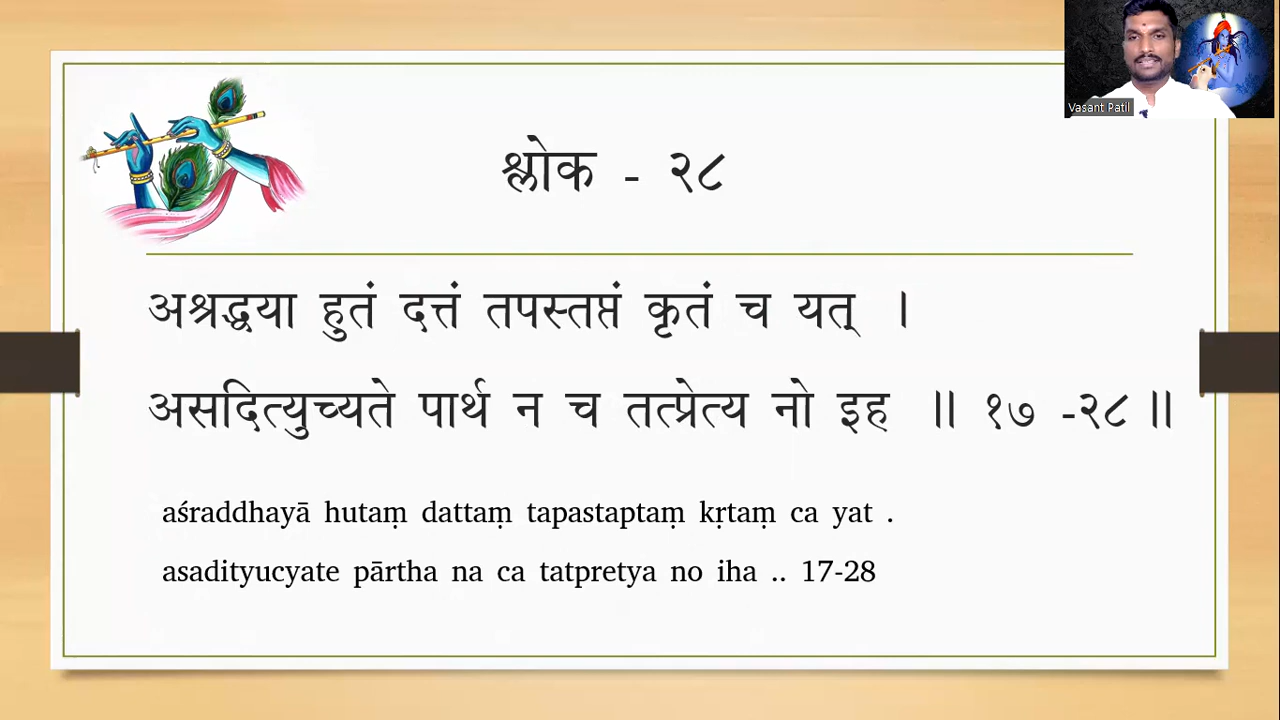 Vasant Patil
श्लोक - २८
अश्रद्धया हुतं दत्तं तपस्तप्तं कृतं च यत् ।
असदित्युच्यते पार्थ न च तत्प्रेत्य नो इह ॥ १७ -२८॥
aśraddhayā hutaṃ dattaṃ tapastaptaṃ kṛtaṃ ca yat .
asadityucyate pārtha na ca tatpretya no iha .. 17-28